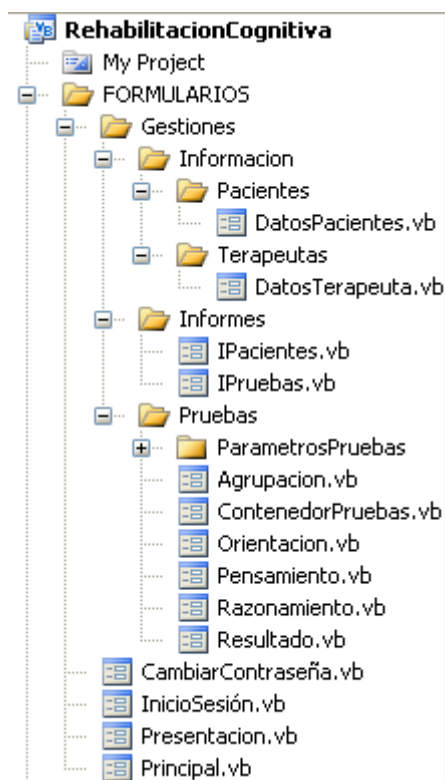 RehabilitacionCognitiva
My Project
FORMULARIOS
Gestiones
Informacion
Pacientes
DatosPacientes.vb
Terapeutas
DatosTerapeuta.vb
Informes
IPacientes.vb
IPruebas.vb
Pruebas
ParametrosPruebas
Agrupacion.vb
ContenedorPruebas.vb
Orientacion.vb
Pensamiento.vb
Razonamiento.vb
Resultado.vb
CambiarContraseña.vb
InicioSesión.vb
Presentacion.vb
Principal.vb